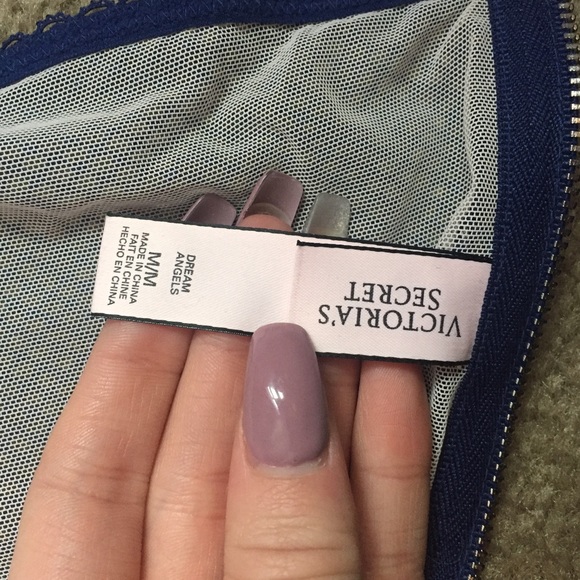 VICTORIA'S
SECRET
DREAM
ANGELS
M/M
MADE IN CHINA
FAIT EN CHINE
HECHO EN CHINA